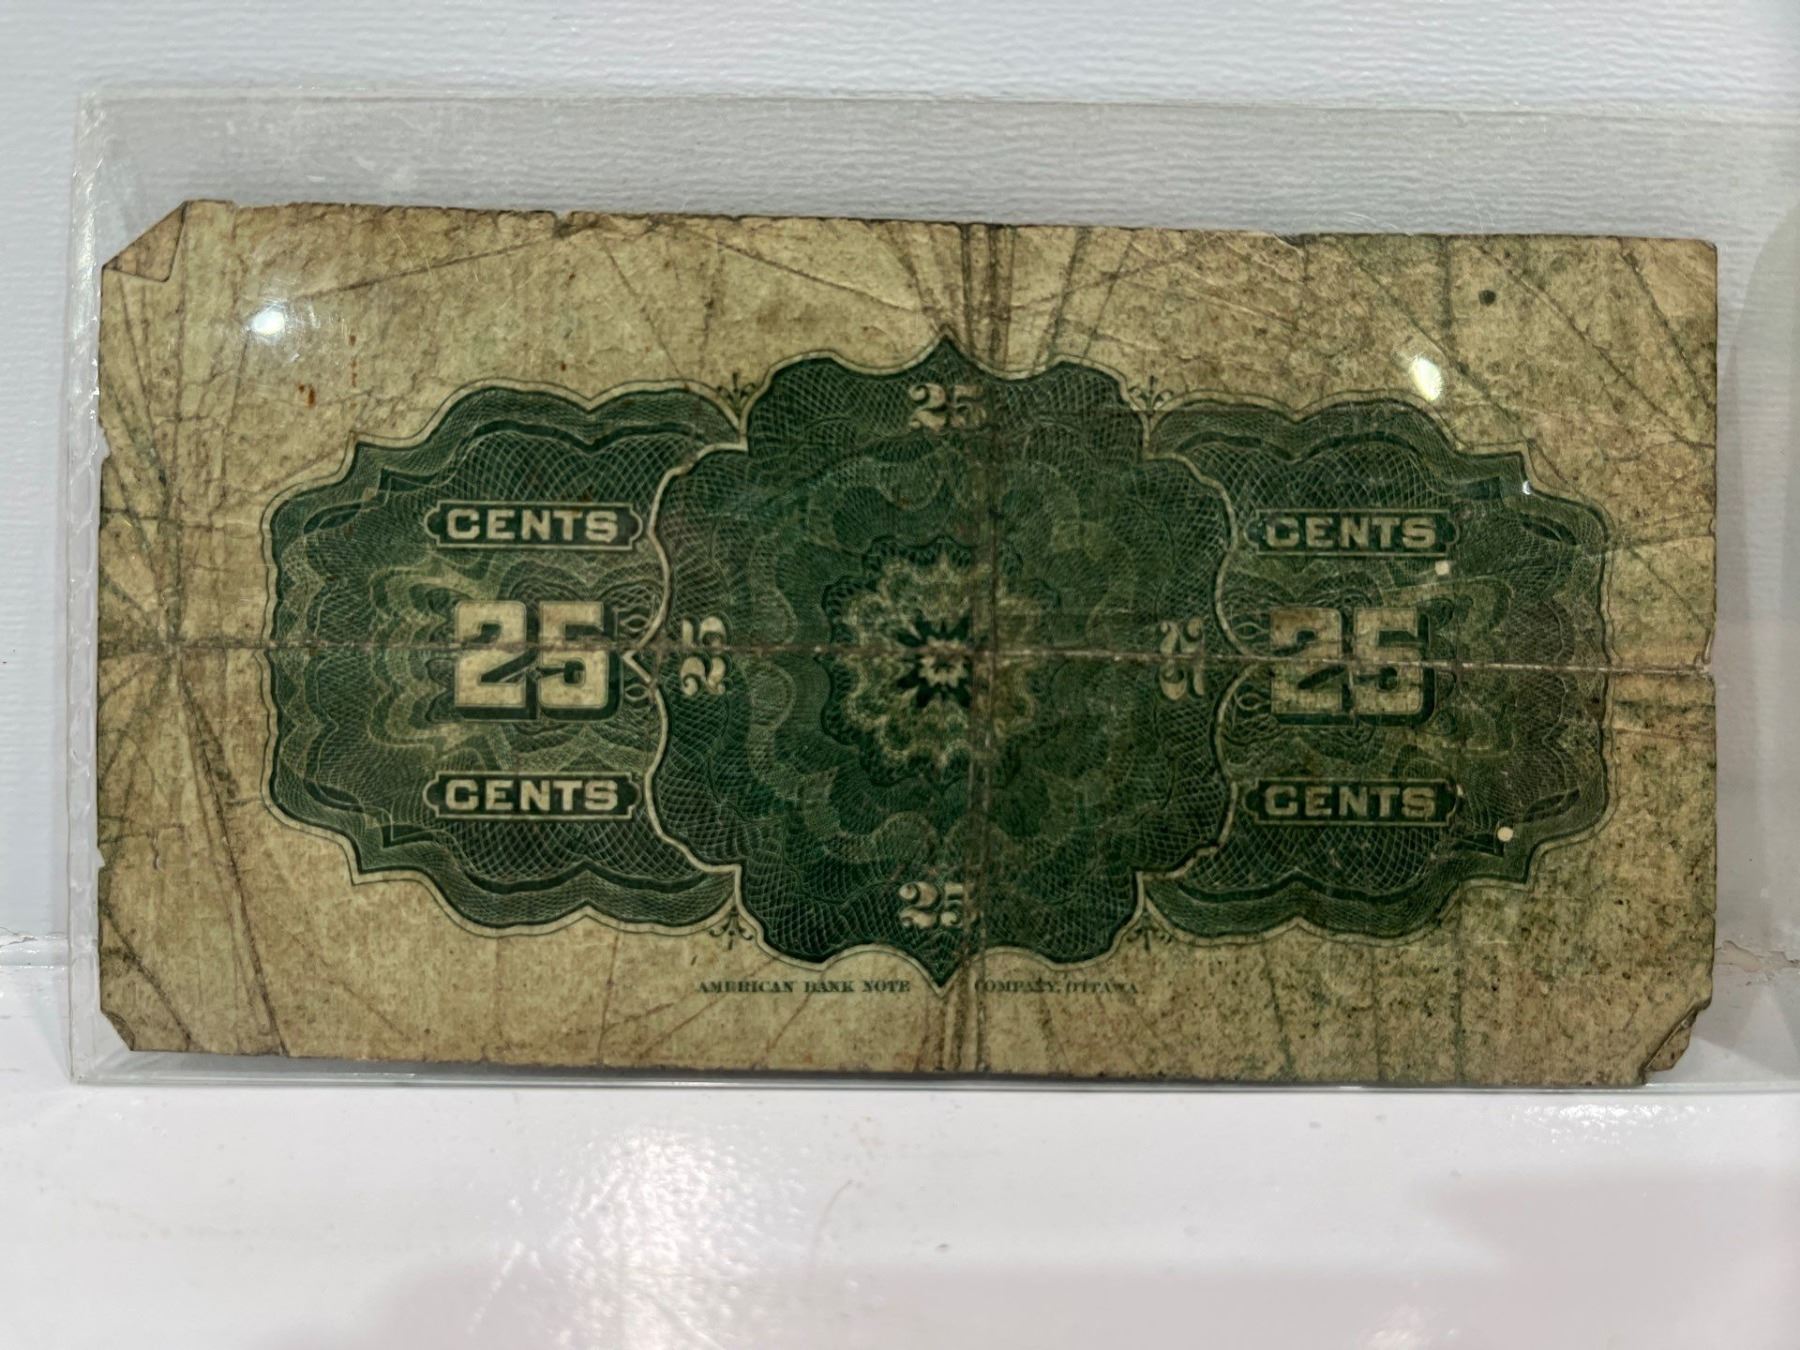 25
CENTS CENTS
25 25 25 25
CENTS CENTS
25
AMERICAN BANK NOTE COMPANY, OTTAWA.